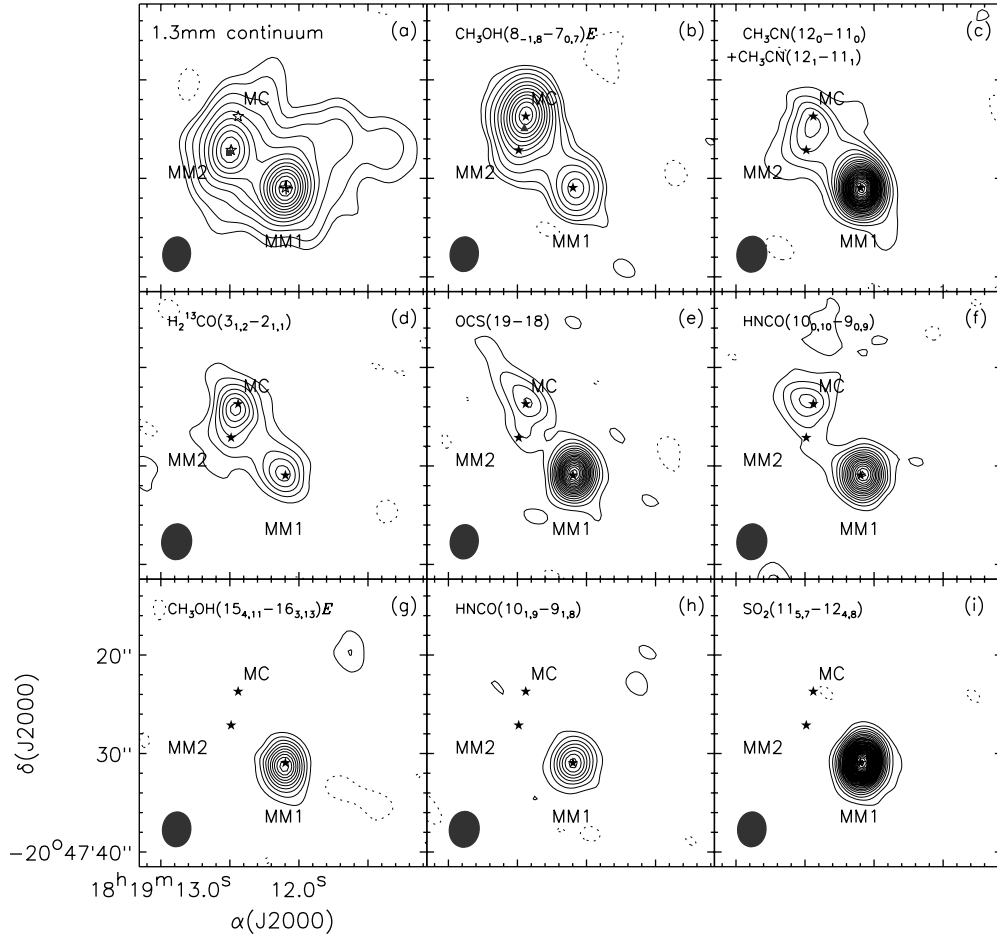 1.3mm continuum (a)
MC
MM2
MM1
CH₃OH(8₋₁,₈−7₀,₇)E (b)
MC
MM2
MM1
CH₃CN(12₀−11₀) (c)
+CH₃CN(12₁−11₁)
MC
MM2
MM1
H₂¹³CO(3₁,₂−2₁,₁) (d)
MC
MM2
MM1
OCS(19−18) (e)
MC
MM2
MM1
HNCO(10₀,₁₀−9₀,₉) (f)
MC
MM2
MM1
CH₃OH(15₄,₁₁−16₃,₁₃)E (g)
MC
MM2
MM1
HNCO(10₁,₉−9₁,₈) (h)
MC
MM2
MM1
SO₂(11₅,₇−12₄,₈) (i)
MC
MM2
MM1
20"
30"
−20°47'40"
δ(J2000)
18ʰ19ᵐ13.0ˢ 12.0ˢ
α(J2000)